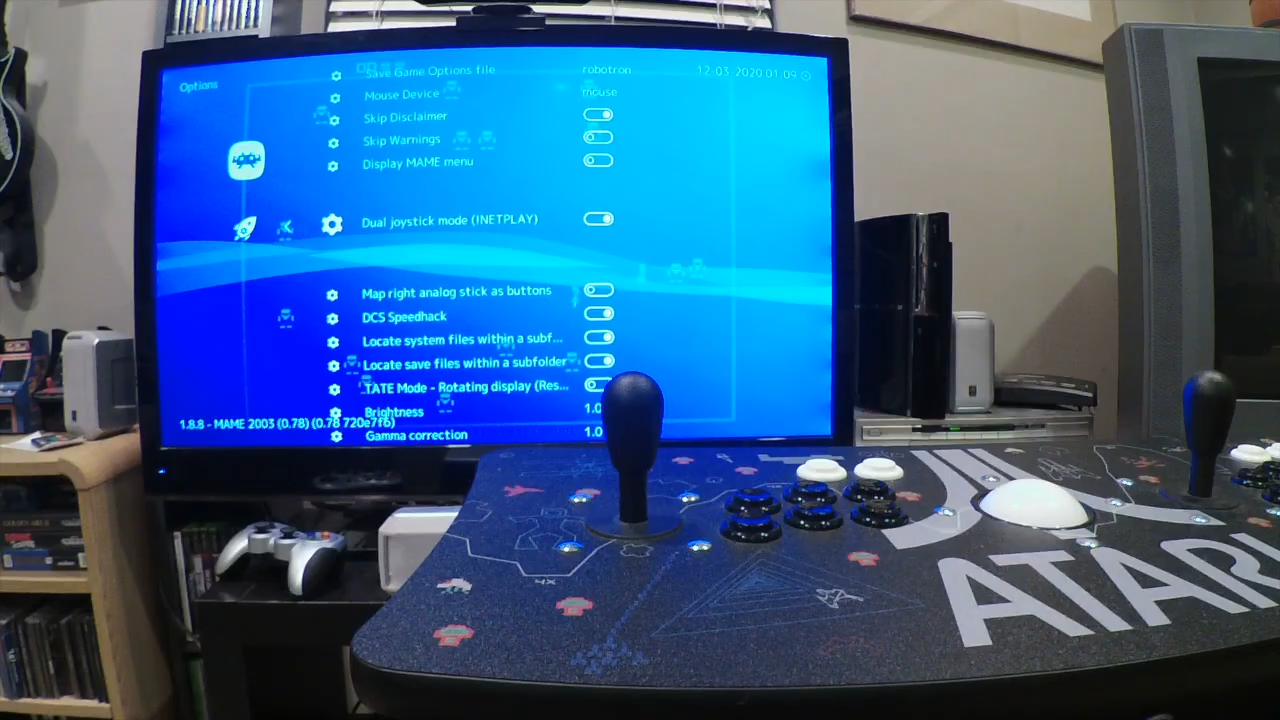 Options
Save Game Options file robotron 12-03 2020 01:09
Mouse Device mouse
Skip Disclaimer
Skip Warnings
Display MAME menu
Dual joystick mode (!NETPLAY)
Map right analog stick as buttons
DCS Speedhack
Locate system files within a subf...
Locate save files within a subfolder
TATE Mode - Rotating display (Res...
Brightness 1.0
1.8.8 - MAME 2003 (0.78) (0.78 720e7f6)
Gamma correction 1.0
4X
ATARI